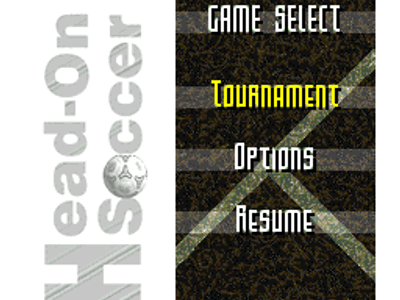 Head-On
Soccer
GAME SELECT
TOURNAMENT
OPTIONS
RESUME